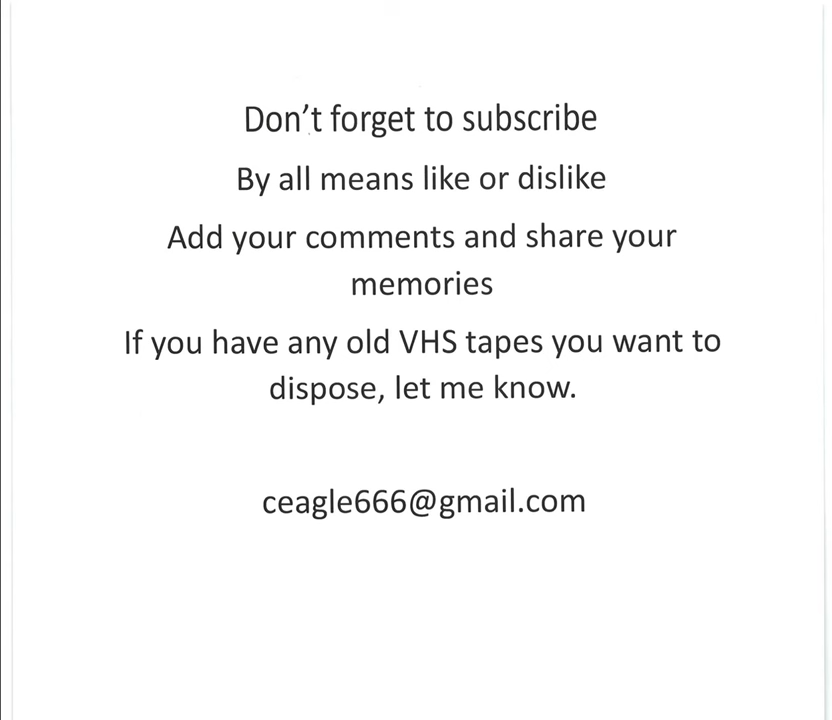 Don't forget to subscribe
By all means like or dislike
Add your comments and share your
memories
If you have any old VHS tapes you want to
dispose, let me know.
ceagle666@gmail.com